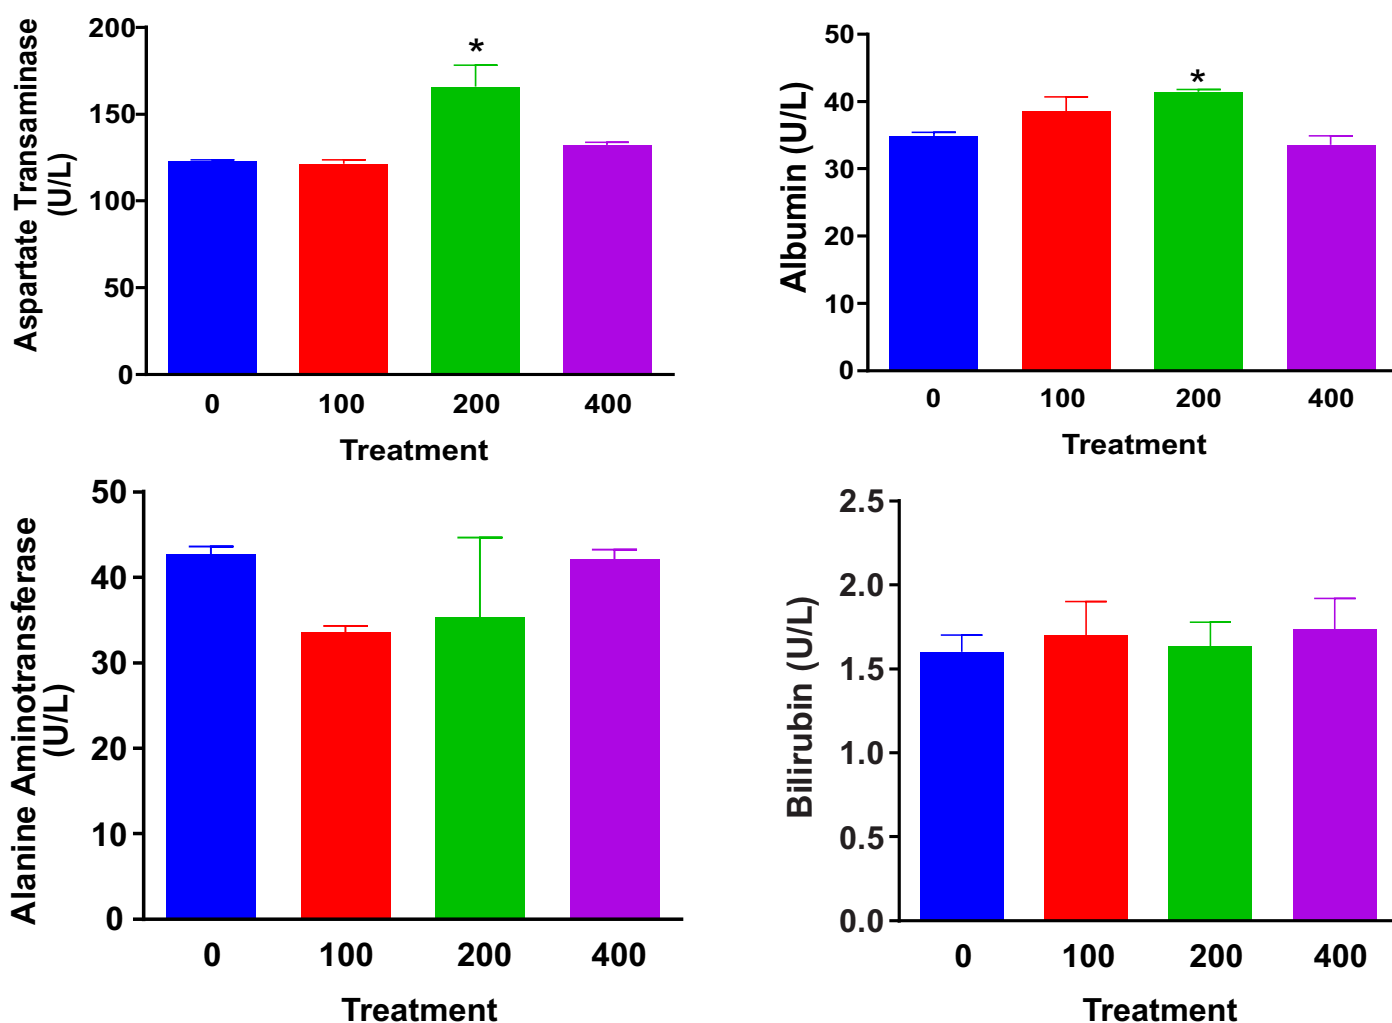 Aspartate Transaminase
(U/L)
200
150
100
50
0
*
0 100 200 400
Treatment
Albumin (U/L)
50
40
30
20
10
0
*
0 100 200 400
Treatment
Alanine Aminotransferase
(U/L)
50
40
30
20
10
0
0 100 200 400
Treatment
Bilirubin (U/L)
2.5
2.0
1.5
1.0
0.5
0.0
0 100 200 400
Treatment